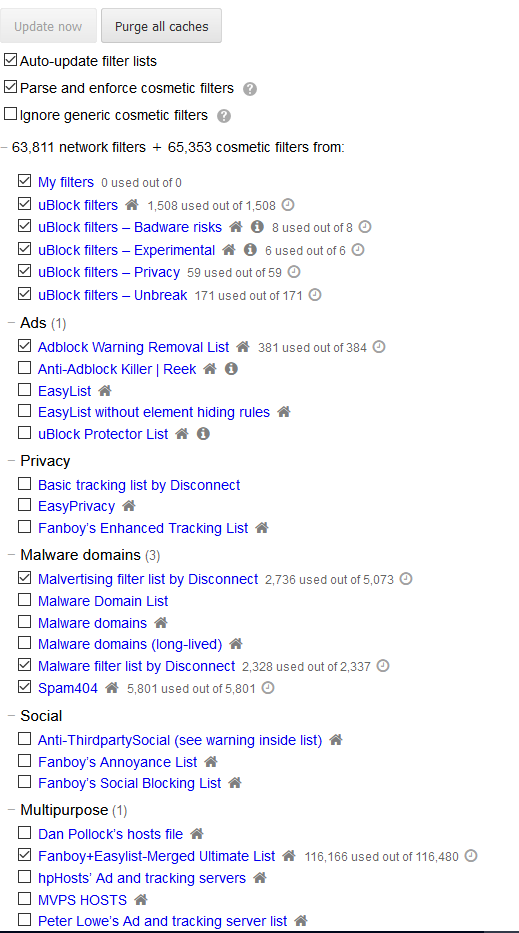 Update now Purge all caches
Auto-update filter lists
Parse and enforce cosmetic filters ?
Ignore generic cosmetic filters ?
− 63,811 network filters + 65,353 cosmetic filters from:
My filters 0 used out of 0
uBlock filters 1,508 used out of 1,508
uBlock filters – Badware risks 8 used out of 8
uBlock filters – Experimental 6 used out of 6
uBlock filters – Privacy 59 used out of 59
uBlock filters – Unbreak 171 used out of 171
− Ads (1)
Adblock Warning Removal List 381 used out of 384
Anti-Adblock Killer | Reek
EasyList
EasyList without element hiding rules
uBlock Protector List
− Privacy
Basic tracking list by Disconnect
EasyPrivacy
Fanboy’s Enhanced Tracking List
− Malware domains (3)
Malvertising filter list by Disconnect 2,736 used out of 5,073
Malware Domain List
Malware domains
Malware domains (long-lived)
Malware filter list by Disconnect 2,328 used out of 2,337
Spam404 5,801 used out of 5,801
− Social
Anti-ThirdpartySocial (see warning inside list)
Fanboy’s Annoyance List
Fanboy’s Social Blocking List
− Multipurpose (1)
Dan Pollock’s hosts file
Fanboy+Easylist-Merged Ultimate List 116,166 used out of 116,480
hpHosts’ Ad and tracking servers
MVPS HOSTS
Peter Lowe’s Ad and tracking server list